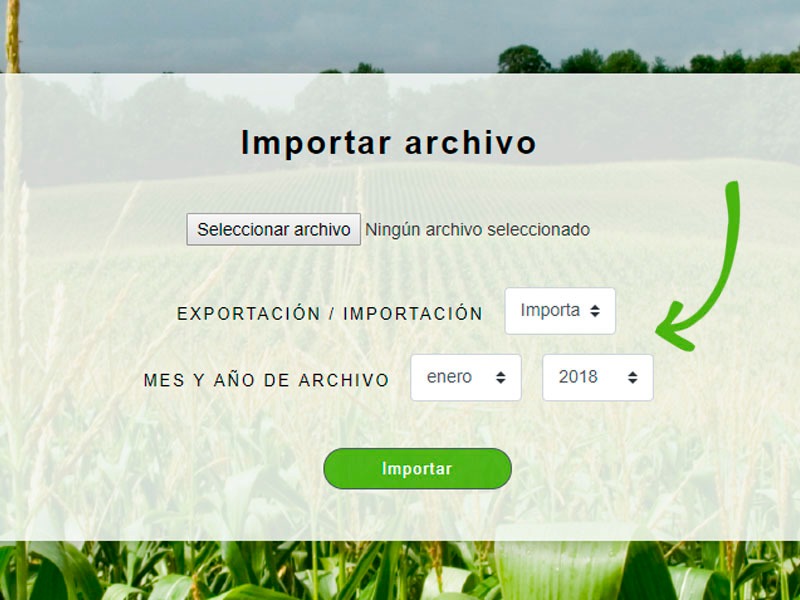 Importar archivo
Seleccionar archivo Ningún archivo seleccionado
EXPORTACIÓN / IMPORTACIÓN Importa
MES Y AÑO DE ARCHIVO enero 2018
Importar